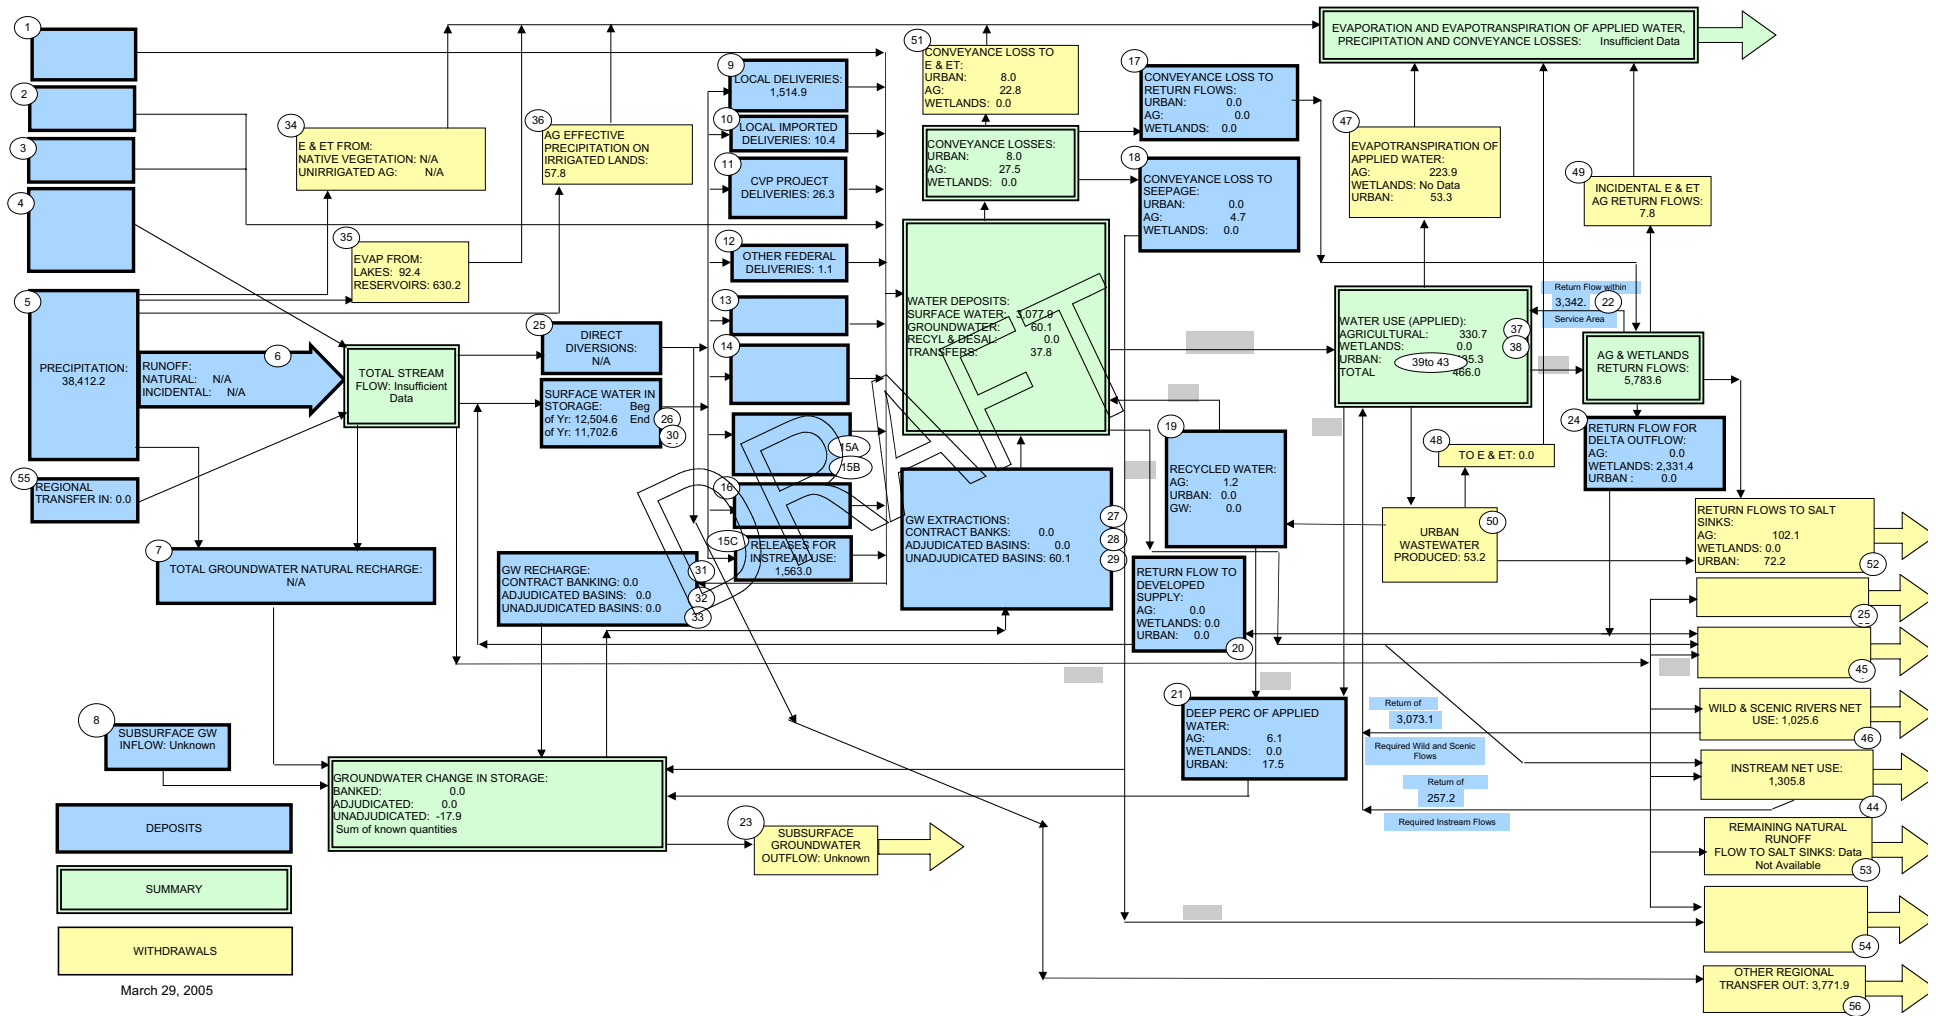 1
2
3
4
5
PRECIPITATION:
38,412.2
6
RUNOFF:
NATURAL: N/A
INCIDENTAL: N/A
55
REGIONAL
TRANSFER IN: 0.0
7
TOTAL GROUNDWATER NATURAL RECHARGE:
N/A
8
SUBSURFACE GW
INFLOW: Unknown
DEPOSITS
SUMMARY
WITHDRAWALS
March 29, 2005
34
E & ET FROM:
NATIVE VEGETATION: N/A
UNIRRIGATED AG: N/A
35
EVAP FROM:
LAKES: 92.4
RESERVOIRS: 630.2
36
AG EFFECTIVE
PRECIPITATION ON
IRRIGATED LANDS:
57.8
TOTAL STREAM
FLOW: Insufficient
Data
25
DIRECT
DIVERSIONS:
N/A
SURFACE WATER IN
STORAGE: Beg
of Yr: 12,504.6 End
of Yr: 11,702.6
26
30
GW RECHARGE:
CONTRACT BANKING: 0.0
ADJUDICATED BASINS: 0.0
UNADJUDICATED BASINS: 0.0
31
32
33
GROUNDWATER CHANGE IN STORAGE:
BANKED: 0.0
ADJUDICATED: 0.0
UNADJUDICATED: -17.9
Sum of known quantities
23
SUBSURFACE
GROUNDWATER
OUTFLOW: Unknown
9
LOCAL DELIVERIES:
1,514.9
10
LOCAL IMPORTED
DELIVERIES: 10.4
11
CVP PROJECT
DELIVERIES: 26.3
12
OTHER FEDERAL
DELIVERIES: 1.1
13
14
15A
15B
16
15C
RELEASES FOR
INSTREAM USE:
1,563.0
DRAFT
51
CONVEYANCE LOSS TO
E & ET:
URBAN: 8.0
AG: 22.8
WETLANDS: 0.0
CONVEYANCE LOSSES:
URBAN: 8.0
AG: 27.5
WETLANDS: 0.0
WATER DEPOSITS:
SURFACE WATER: 3,077.9
GROUNDWATER: 60.1
RECYL & DESAL: 0.0
TRANSFERS: 37.8
GW EXTRACTIONS:
CONTRACT BANKS: 0.0
ADJUDICATED BASINS: 0.0
UNADJUDICATED BASINS: 60.1
27
28
29
17
CONVEYANCE LOSS TO
RETURN FLOWS:
URBAN: 0.0
AG: 0.0
WETLANDS: 0.0
18
CONVEYANCE LOSS TO
SEEPAGE:
URBAN: 0.0
AG: 4.7
WETLANDS: 0.0
19
RECYCLED WATER:
AG: 1.2
URBAN: 0.0
GW: 0.0
RETURN FLOW TO
DEVELOPED
SUPPLY:
AG: 0.0
WETLANDS: 0.0
URBAN: 0.0
20
21
DEEP PERC OF APPLIED
WATER:
AG: 6.1
WETLANDS: 0.0
URBAN: 17.5
EVAPORATION AND EVAPOTRANSPIRATION OF APPLIED WATER,
PRECIPITATION AND CONVEYANCE LOSSES: Insufficient Data
47
EVAPOTRANSPIRATION OF
APPLIED WATER:
AG: 223.9
WETLANDS: No Data
URBAN: 53.3
49
INCIDENTAL E & ET
AG RETURN FLOWS:
7.8
WATER USE (APPLIED):
AGRICULTURAL: 330.7
WETLANDS: 0.0
URBAN: 35.3
TOTAL 466.0
37
38
39to 43
Return Flow within
3,342.
22
Service Area
AG & WETLANDS
RETURN FLOWS:
5,783.6
24
RETURN FLOW FOR
DELTA OUTFLOW:
AG: 0.0
WETLANDS: 2,331.4
URBAN : 0.0
48
TO E & ET: 0.0
50
URBAN
WASTEWATER
PRODUCED: 53.2
Return of
3,073.1
Required Wild and Scenic
Flows
Return of
257.2
Required Instream Flows
RETURN FLOWS TO SALT
SINKS:
AG: 102.1
WETLANDS: 0.0
URBAN: 72.2
52
25
45
WILD & SCENIC RIVERS NET
USE: 1,025.6
46
INSTREAM NET USE:
1,305.8
44
REMAINING NATURAL
RUNOFF
FLOW TO SALT SINKS: Data
Not Available
53
54
OTHER REGIONAL
TRANSFER OUT: 3,771.9
56